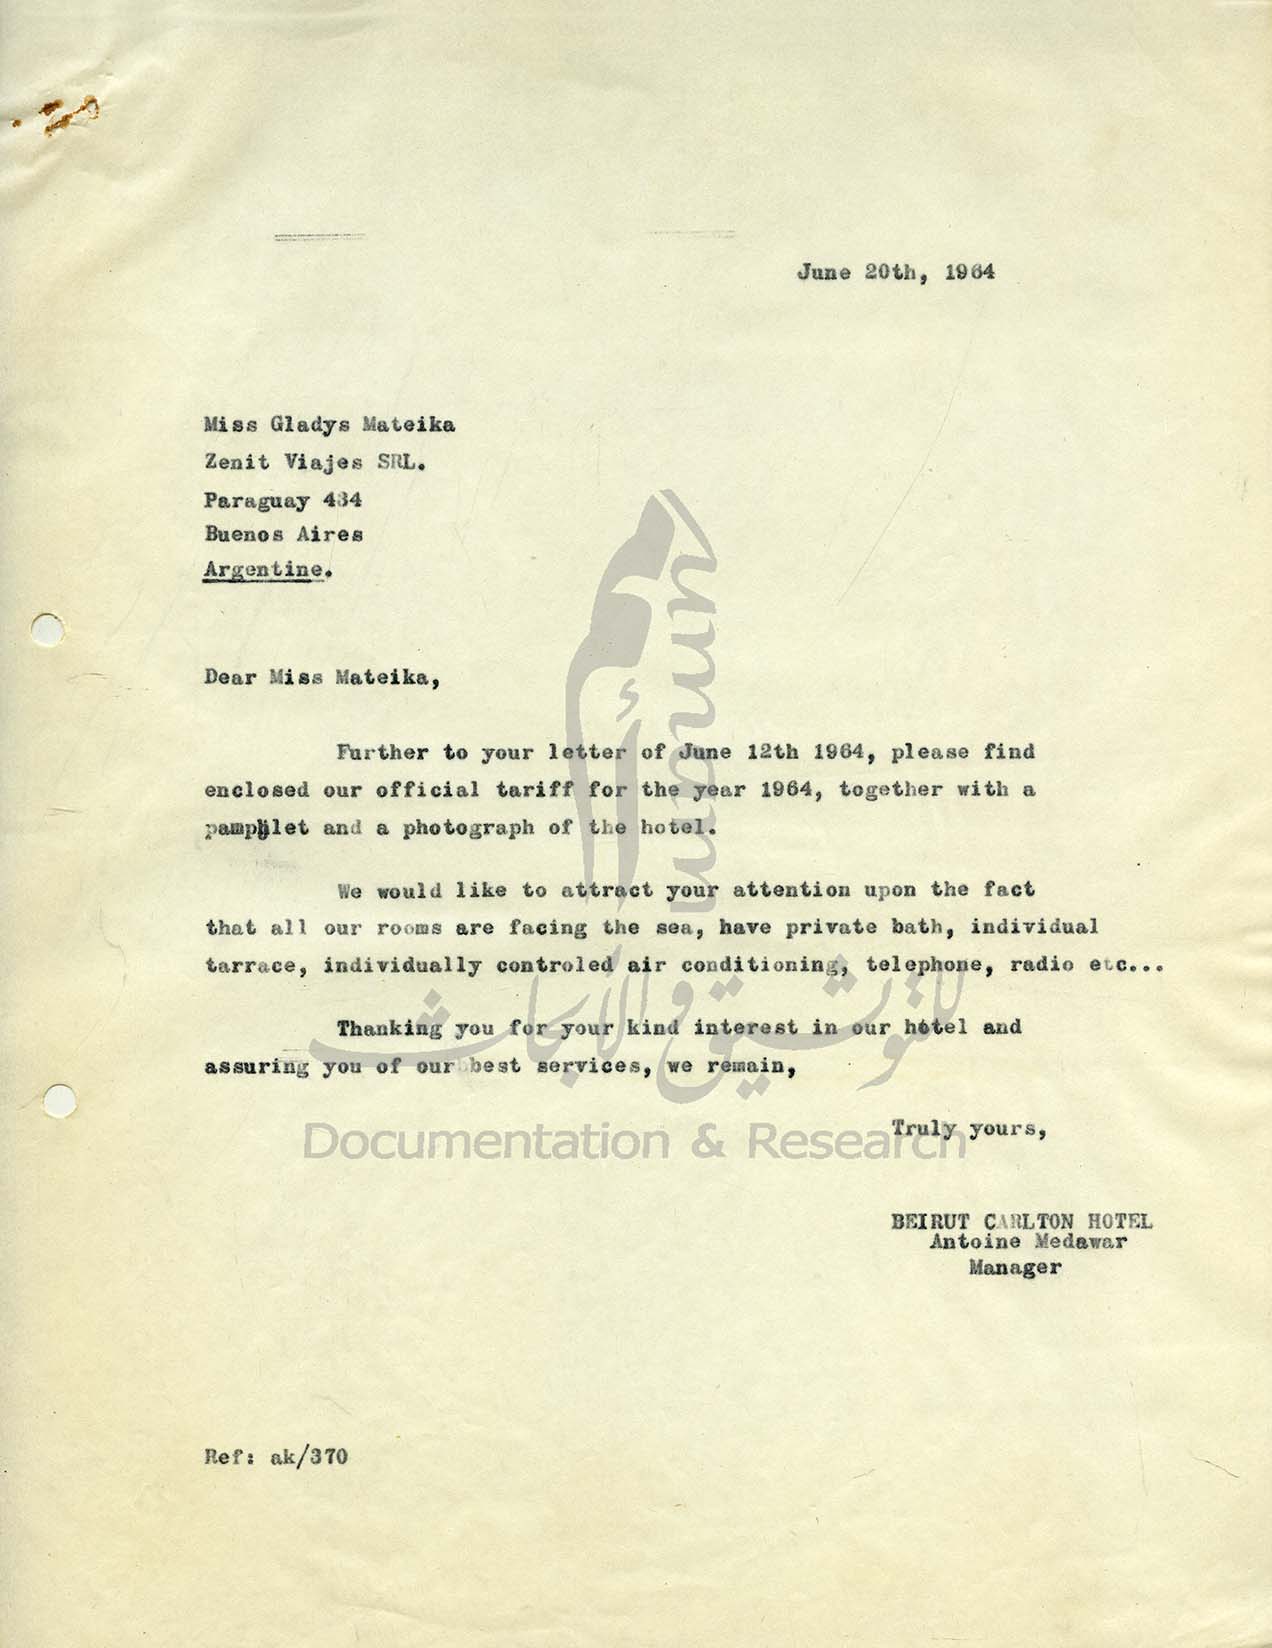 June 20th, 1964
Miss Gladys Mateika
Zenit Viajes SRL.
Paraguay 434
Buenos Aires
Argentine.
Dear Miss Mateika,
Further to your letter of June 12th 1964, please find
enclosed our official tariff for the year 1964, together with a
pamphlet and a photograph of the hotel.
We would like to attract your attention upon the fact
that all our rooms are facing the sea, have private bath, individual
tarrace, individually controled air conditioning, telephone, radio etc...
Thanking you for your kind interest in our hotel and
assuring you of our best services, we remain,
Truly yours,
BEIRUT CARLTON HOTEL
Antoine Medawar
Manager
Ref: ak/370
umam
أمم
للتوثيق والأبحاث
Documentation & Research